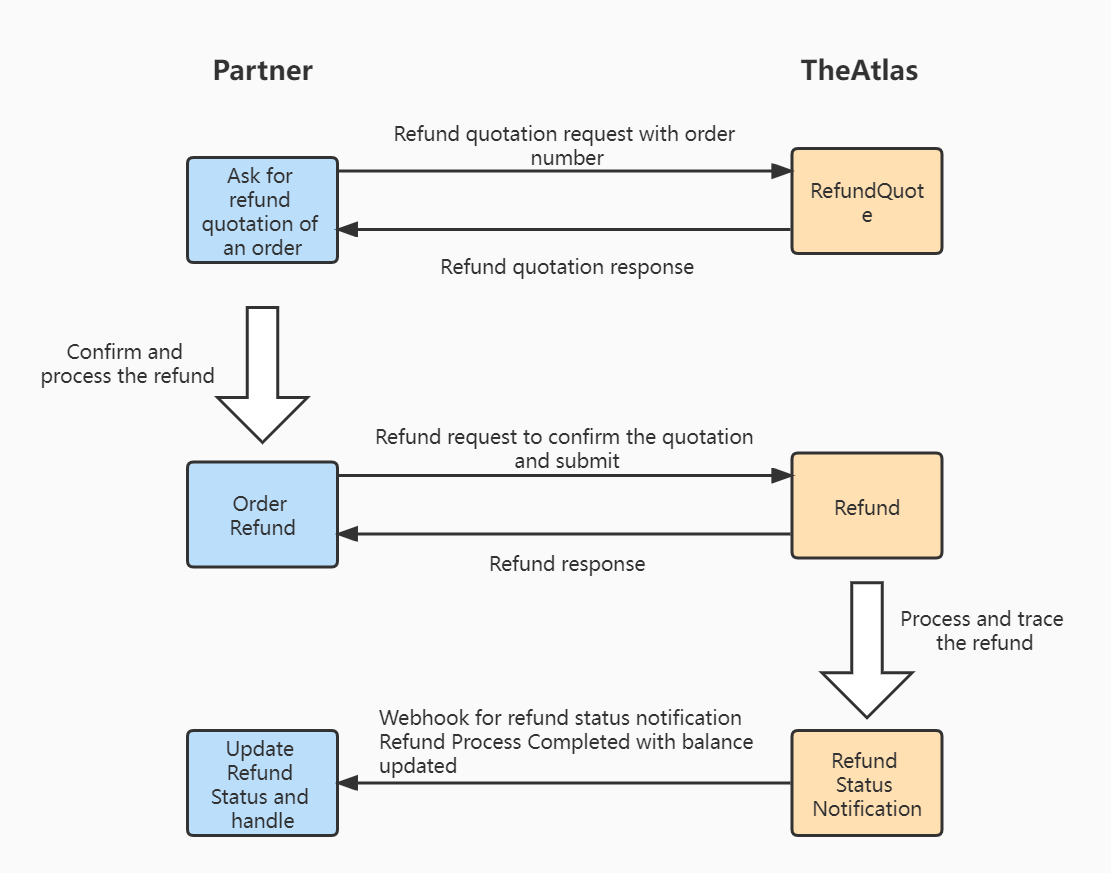 Partner
TheAtlas
Refund quotation request with order
number
Ask for
refund
quotation of
an order
RefundQuot
e
Refund quotation response
Confirm and
process the refund
Refund request to confirm the quotation
and submit
Order
Refund
Refund
Refund response
Process and trace
the refund
Webhook for refund status notification
Refund Process Completed with balance
updated
Update
Refund
Status and
handle
Refund
Status
Notification